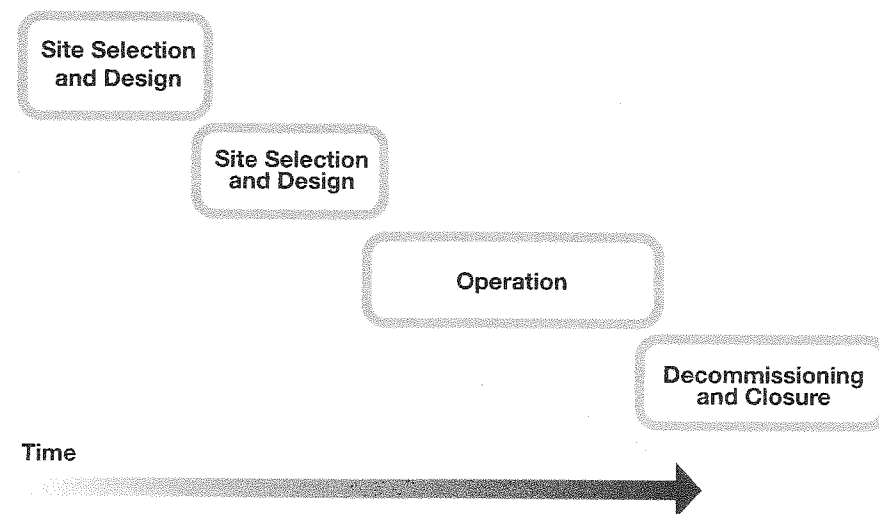 Site Selection
and Design
Site Selection
and Design
Operation
Decommissioning
and Closure
Time